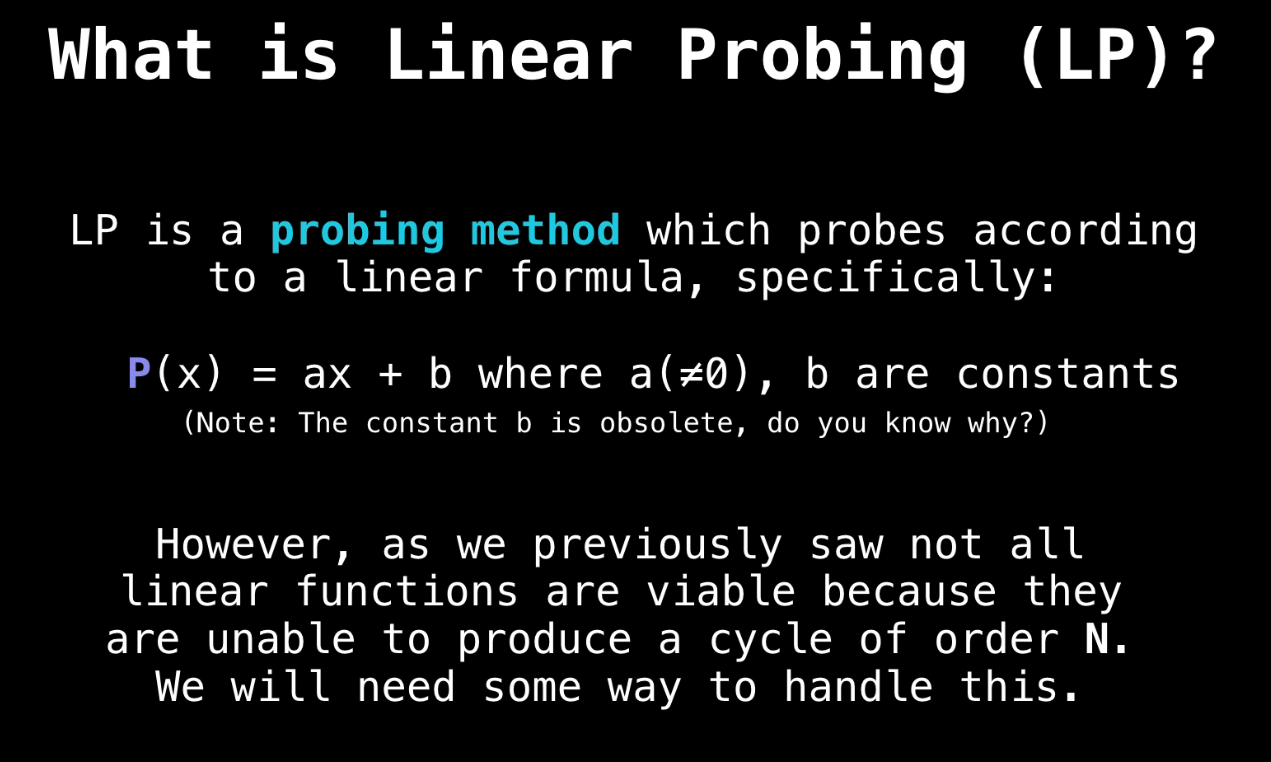 What is Linear Probing (LP)?
LP is a probing method which probes according
to a linear formula, specifically:
P(x) = ax + b where a(≠0), b are constants
(Note: The constant b is obsolete, do you know why?)
However, as we previously saw not all
linear functions are viable because they
are unable to produce a cycle of order N.
We will need some way to handle this.